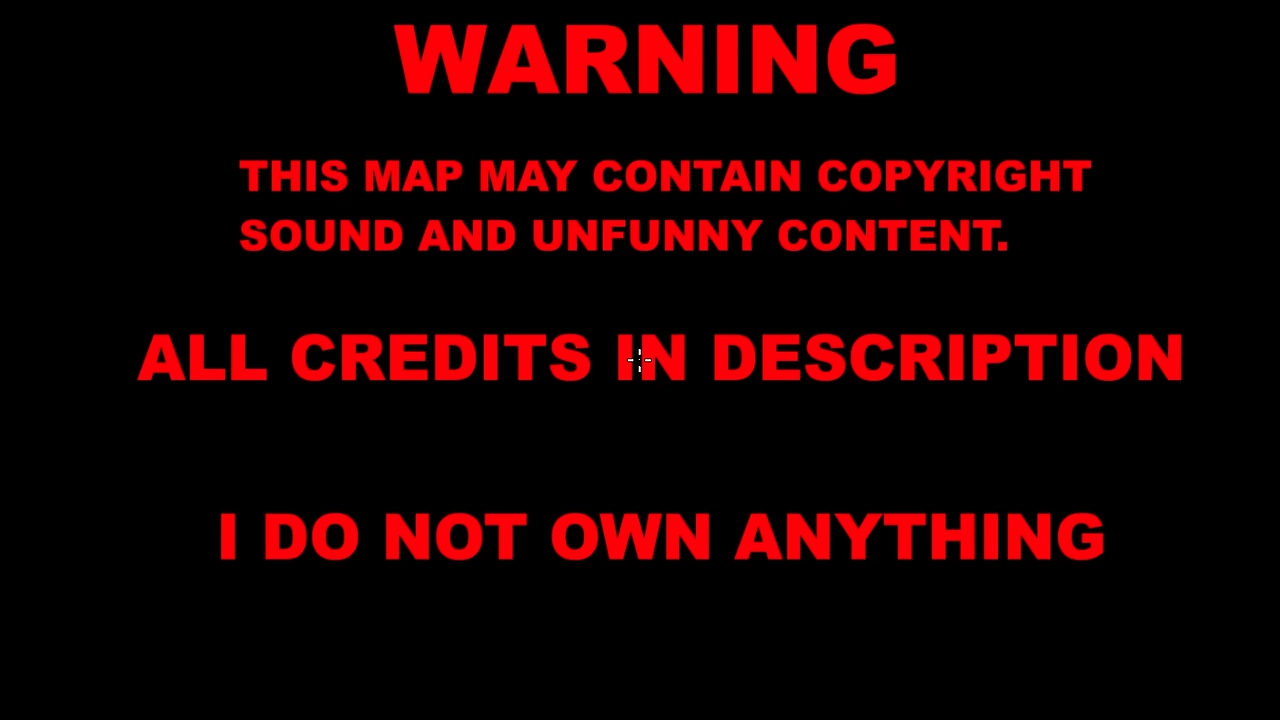 WARNING
THIS MAP MAY CONTAIN COPYRIGHT
SOUND AND UNFUNNY CONTENT.
ALL CREDITS IN DESCRIPTION
I DO NOT OWN ANYTHING